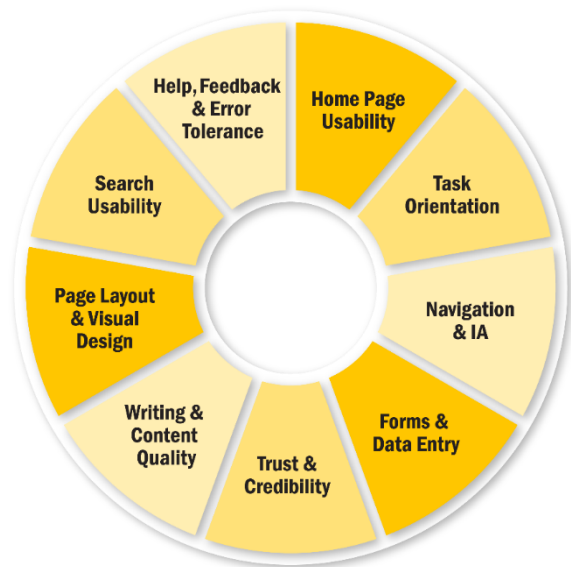 Home Page
Usability
Task
Orientation
Navigation
& IA
Forms &
Data Entry
Trust &
Credibility
Writing &
Content
Quality
Page Layout
& Visual
Design
Search
Usability
Help, Feedback
& Error
Tolerance